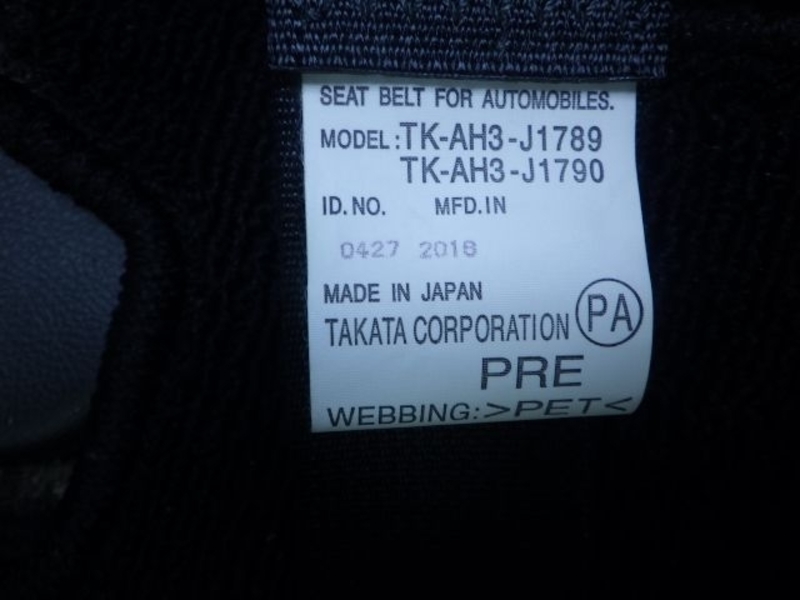 SEAT BELT FOR AUTOMOBILES.
MODEL:TK-AH3-J1789
TK-AH3-J1790
ID. NO. MFD. IN
0427 2016
MADE IN JAPAN
TAKATA CORPORATION PA
PRE
WEBBING:>PET<